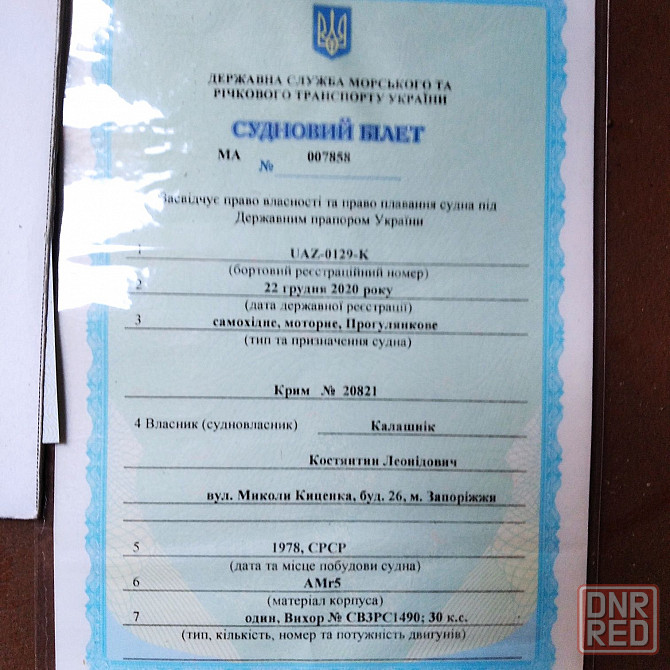 ДЕРЖАВНА СЛУЖБА МОРСЬКОГО ТА
РІЧКОВОГО ТРАНСПОРТУ УКРАЇНИ
СУДНОВИЙ БІЛЕТ
МА № 007858
Засвідчує право власності та право плавання судна під
Державним прапором України
1 UAZ-0129-К
(бортовий реєстраційний номер)
2 22 грудня 2020 року
(дата державної реєстрації)
3 самохідне, моторне, Прогулянкове
(тип та призначення судна)
Крим № 20821
4 Власник (судновласник) Калашнік
Костянтин Леонідович
вул. Миколи Киценка, буд. 26, м. Запоріжжя
5 1978, СРСР
(дата та місце побудови судна)
6 АМг5
(матеріал корпуса)
7 один, Вихор № СВ3РС1490; 30 к.с.
(тип, кількість, номер та потужність двигунів)
DNR
RED